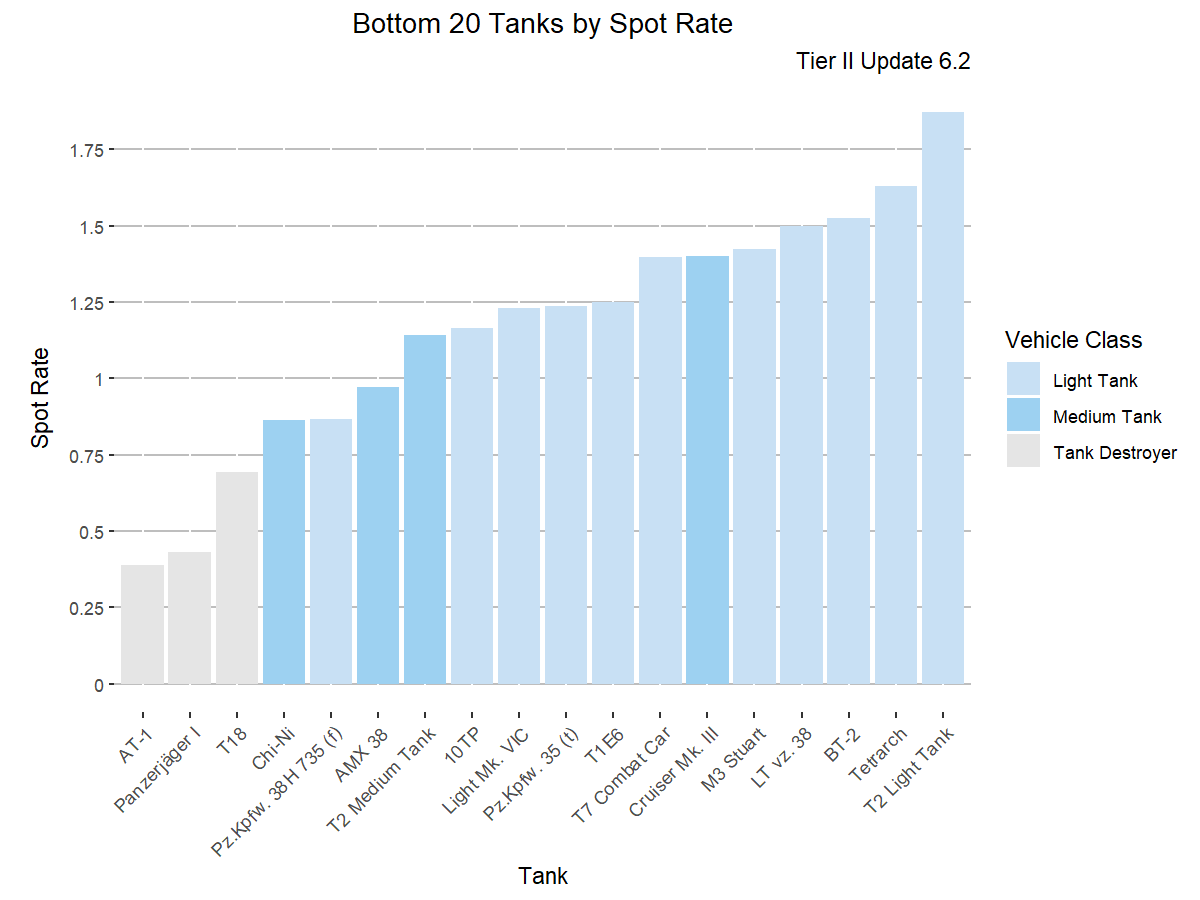 Bottom 20 Tanks by Spot Rate
Tier II Update 6.2
1.75
1.5
1.25
1
0.75
0.5
0.25
0
Spot Rate
AT-1
Panzerjäger I
T18
Chi-Ni
Pz.Kpfw. 38H 735 (f)
AMX 38
T2 Medium Tank
10TP
Light Mk. VIC
Pz.Kpfw. 35 (t)
T1E6
T7 Combat Car
Cruiser Mk. III
M3 Stuart
LT vz. 38
BT-2
Tetrarch
T2 Light Tank
Tank
Vehicle Class
Light Tank
Medium Tank
Tank Destroyer